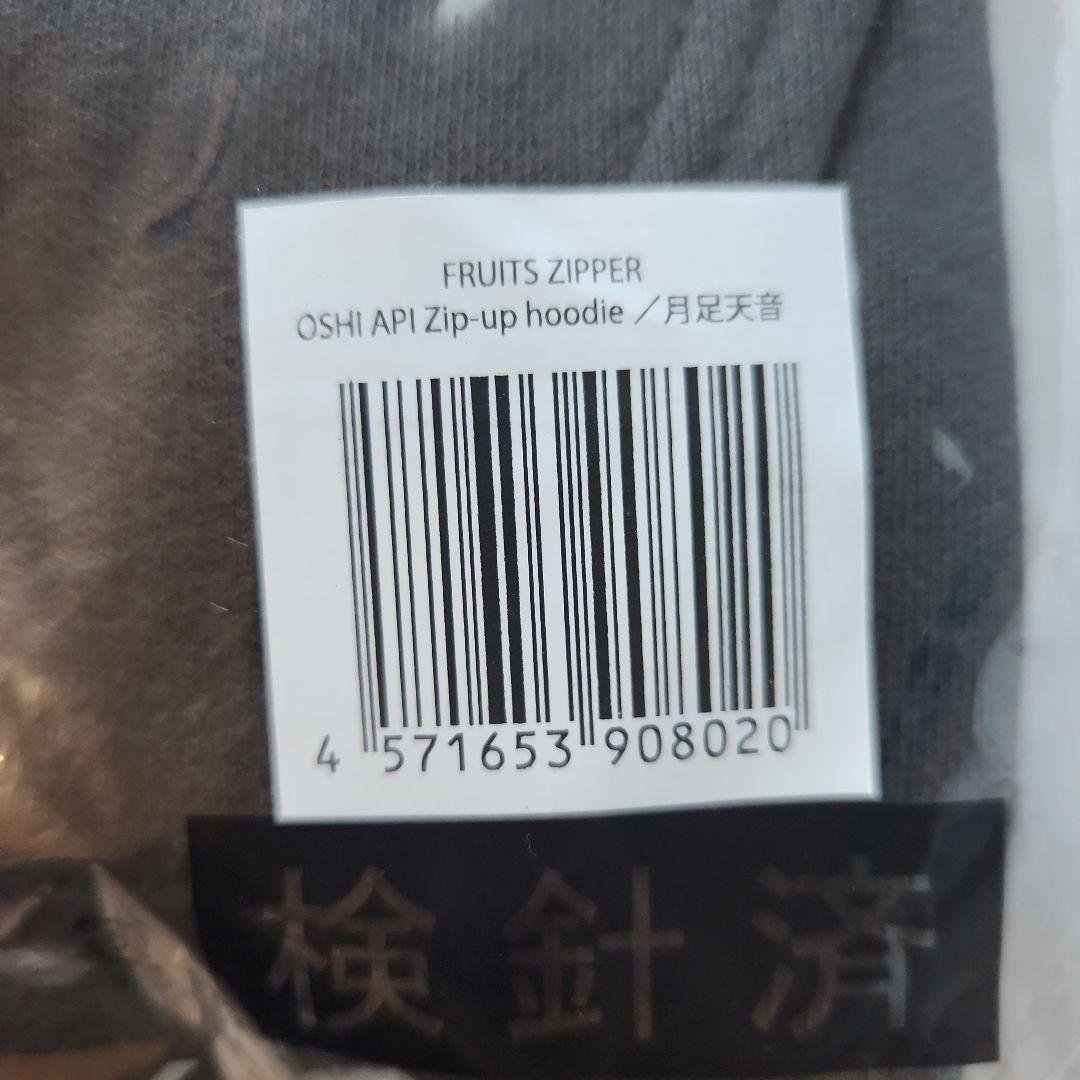 FRUITS ZIPPER
OSHI API Zip-up hoodie ／月足天音
4 571653 908020
検針済